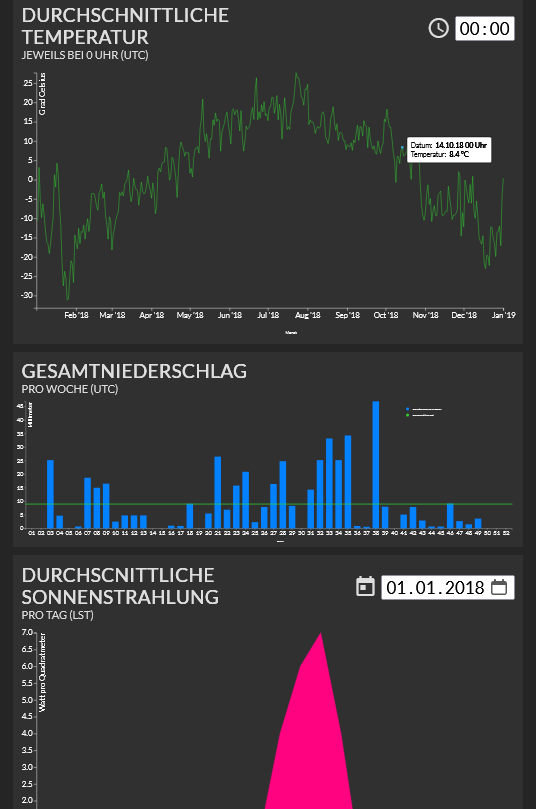 DURCHSCHNITTLICHE
TEMPERATUR
JEWEILS BEI 0 UHR (UTC)
00:00
Grad Celsius
25
20
15
10
5
0
-5
-10
-15
-20
-25
-30
Datum: 14.10.18 00 Uhr
Temperatur: 8.4 °C
Feb '18 Mar '18 Apr '18 May '18 Jun '18 Jul '18 Aug '18 Sep '18 Oct '18 Nov '18 Dec '18 Jan '19
GESAMTNIEDERSCHLAG
PRO WOCHE (UTC)
Millimeter
45
40
35
30
25
20
15
10
5
0
01 02 03 04 05 06 07 08 09 10 11 12 13 14 15 16 17 18 19 20 21 22 23 24 25 26 27 28 29 30 31 32 33 34 35 36 37 38 39 40 41 42 43 44 45 46 47 48 49 50 51 52
DURCHSCNITTLICHE
SONNENSTRAHLUNG
PRO TAG (LST)
01.01.2018
Watt pro Quadratmeter
7.0
6.5
6.0
5.5
5.0
4.5
4.0
3.5
3.0
2.5
2.0